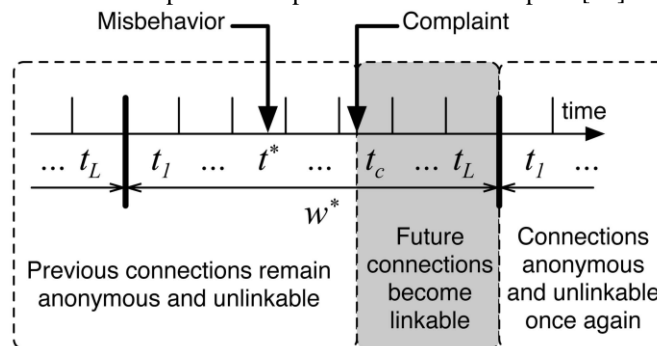 Misbehavior Complaint
time
... t_L t_1 ... t* ... t_c ... t_L t_1 ...
w*
Previous connections remain
anonymous and unlinkable
Future
connections
become
linkable
Connections
anonymous
and unlinkable
once again